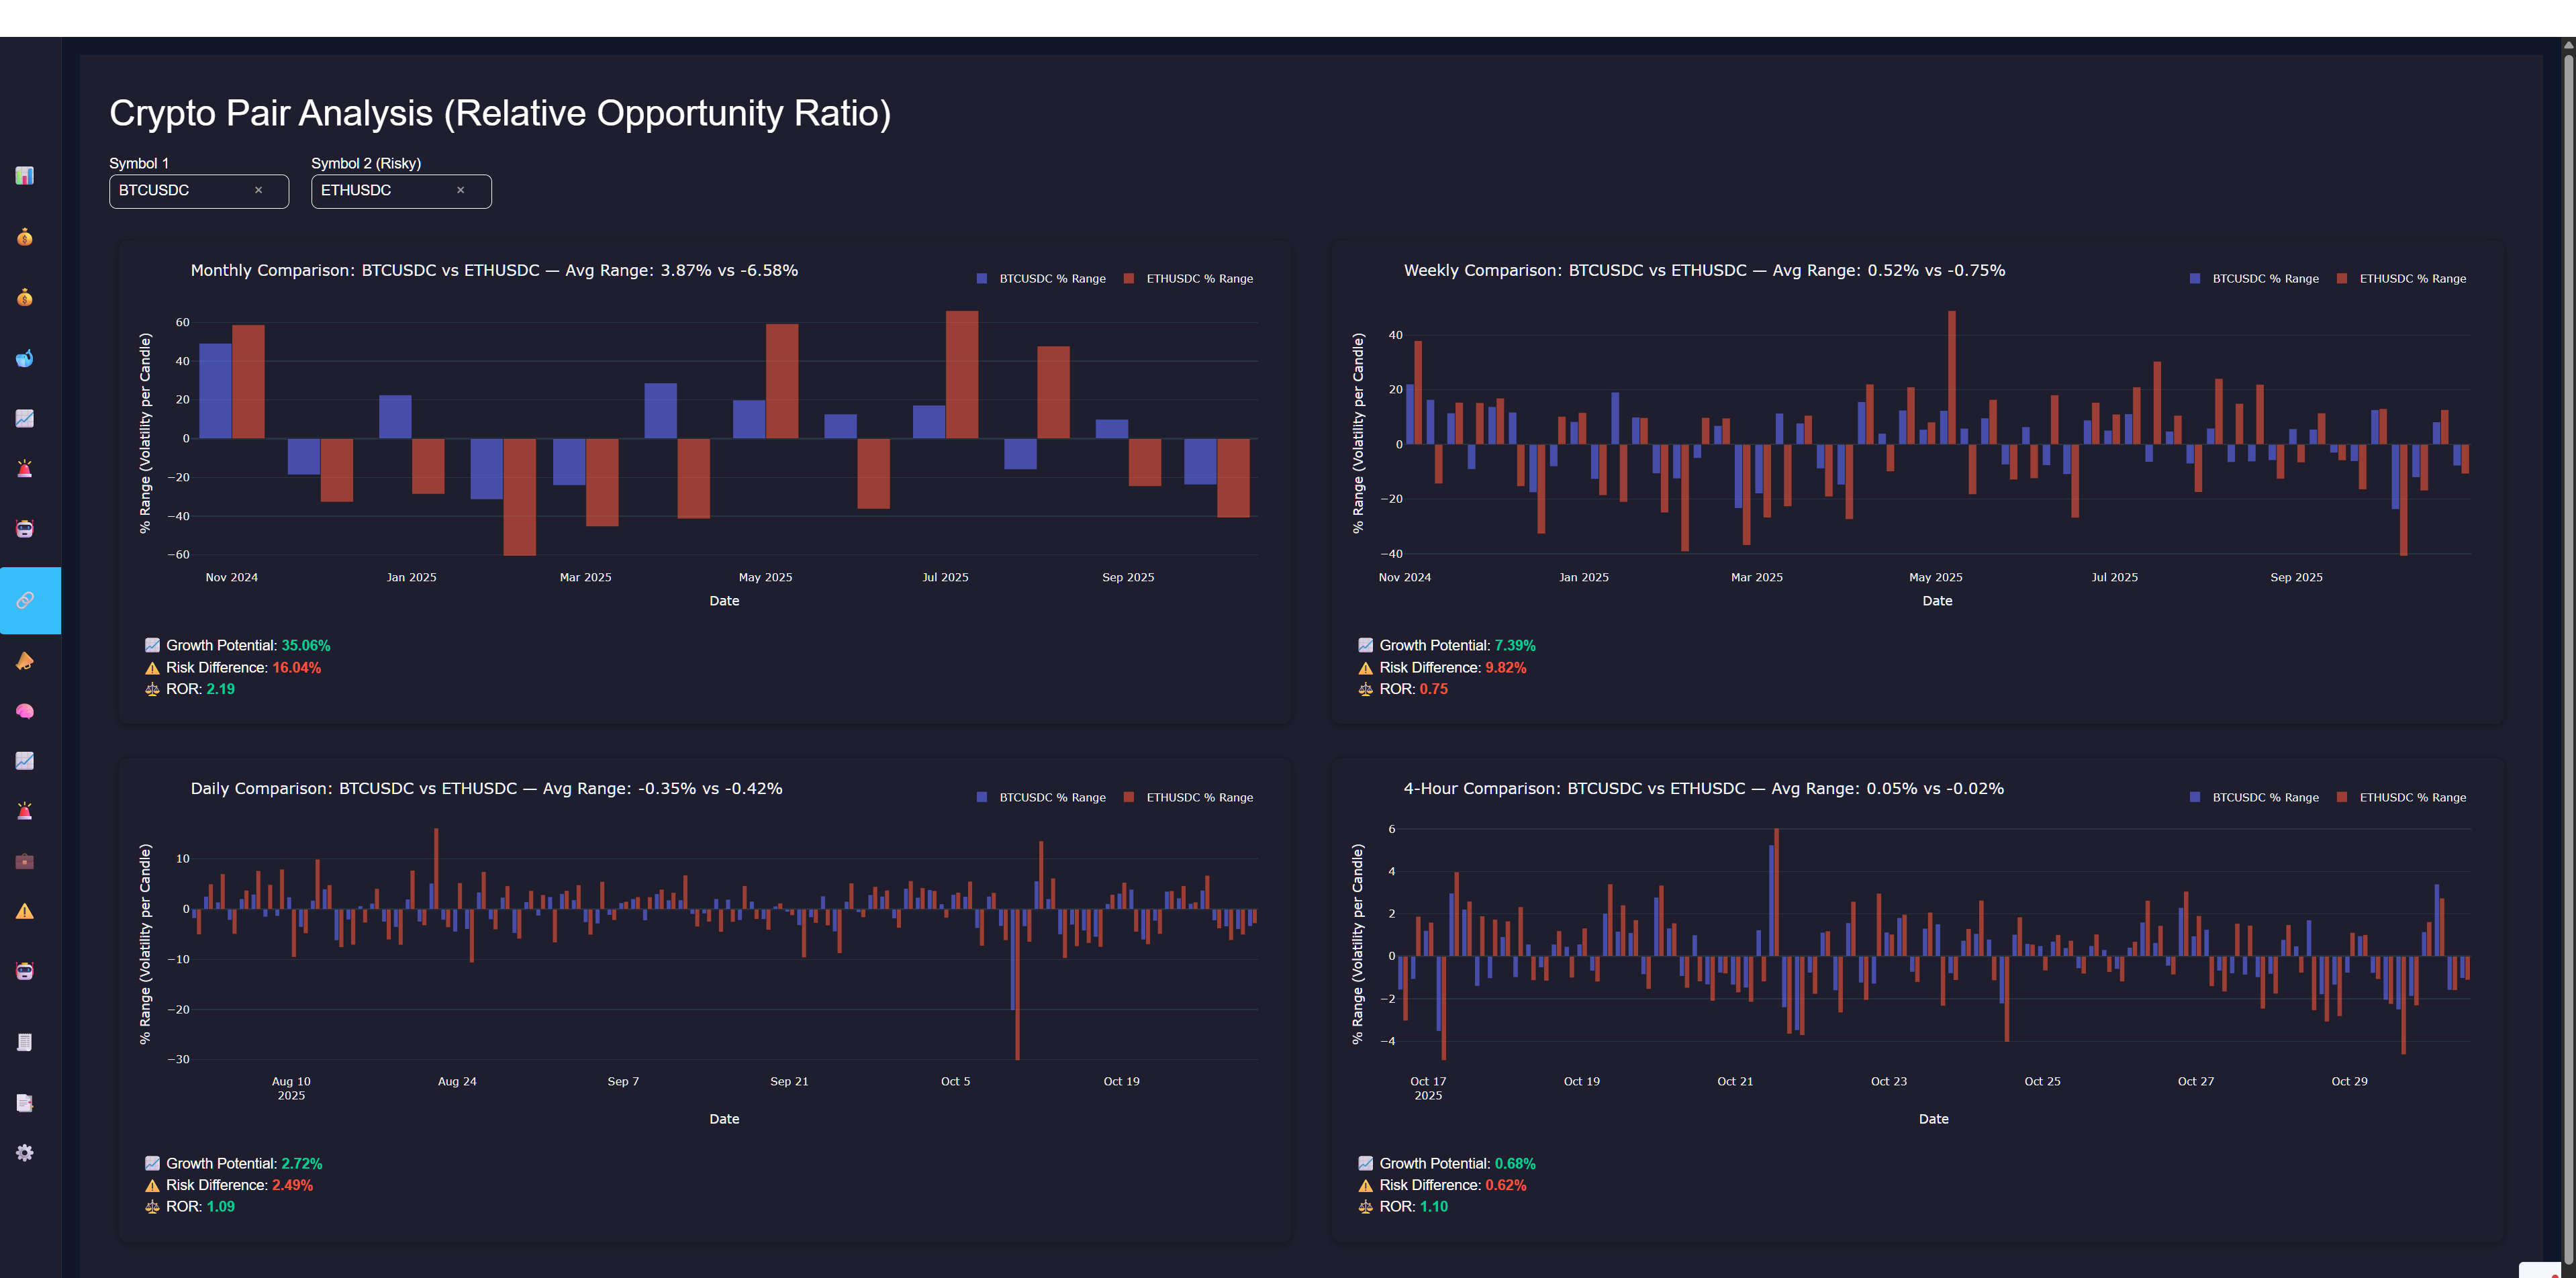 Crypto Pair Analysis (Relative Opportunity Ratio)
Symbol 1
Symbol 2 (Risky)
BTCUSDC ×
ETHUSDC ×
Monthly Comparison: BTCUSDC vs ETHUSDC — Avg Range: 3.87% vs -6.58%
BTCUSDC % Range
ETHUSDC % Range
% Range (Volatility per Candle)
60
40
20
0
−20
−40
−60
Nov 2024
Jan 2025
Mar 2025
May 2025
Jul 2025
Sep 2025
Date
Growth Potential: 35.06%
Risk Difference: 16.04%
ROR: 2.19
Weekly Comparison: BTCUSDC vs ETHUSDC — Avg Range: 0.52% vs -0.75%
BTCUSDC % Range
ETHUSDC % Range
% Range (Volatility per Candle)
40
20
0
−20
−40
Nov 2024
Jan 2025
Mar 2025
May 2025
Jul 2025
Sep 2025
Date
Growth Potential: 7.39%
Risk Difference: 9.82%
ROR: 0.75
Daily Comparison: BTCUSDC vs ETHUSDC — Avg Range: -0.35% vs -0.42%
BTCUSDC % Range
ETHUSDC % Range
% Range (Volatility per Candle)
10
0
−10
−20
−30
Aug 10
2025
Aug 24
Sep 7
Sep 21
Oct 5
Oct 19
Date
Growth Potential: 2.72%
Risk Difference: 2.49%
ROR: 1.09
4-Hour Comparison: BTCUSDC vs ETHUSDC — Avg Range: 0.05% vs -0.02%
BTCUSDC % Range
ETHUSDC % Range
% Range (Volatility per Candle)
6
4
2
0
−2
−4
Oct 17
2025
Oct 19
Oct 21
Oct 23
Oct 25
Oct 27
Oct 29
Date
Growth Potential: 0.68%
Risk Difference: 0.62%
ROR: 1.10